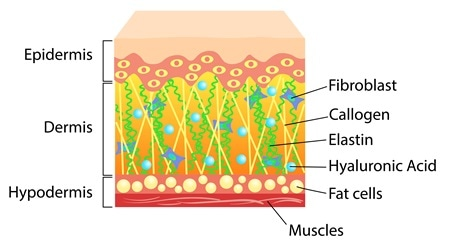 Epidermis
Dermis
Hypodermis
Fibroblast
Callogen
Elastin
Hyaluronic Acid
Fat cells
Muscles